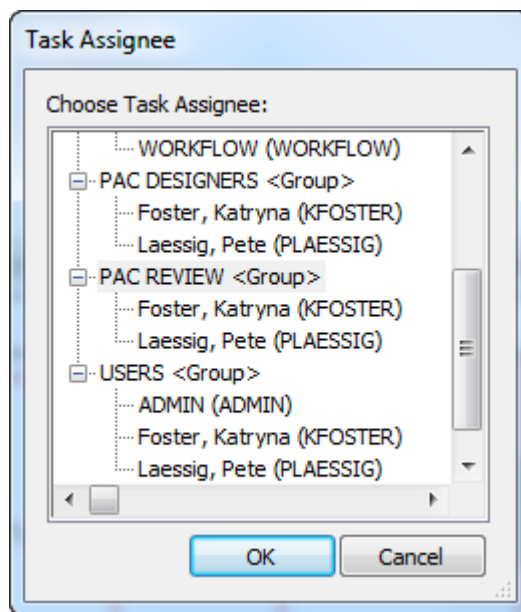 Task Assignee
Choose Task Assignee:
WORKFLOW (WORKFLOW)
PAC DESIGNERS <Group>
Foster, Katryna (KFOSTER)
Laessig, Pete (PLAESSIG)
PAC REVIEW <Group>
Foster, Katryna (KFOSTER)
Laessig, Pete (PLAESSIG)
USERS <Group>
ADMIN (ADMIN)
Foster, Katryna (KFOSTER)
Laessig, Pete (PLAESSIG)
OK Cancel